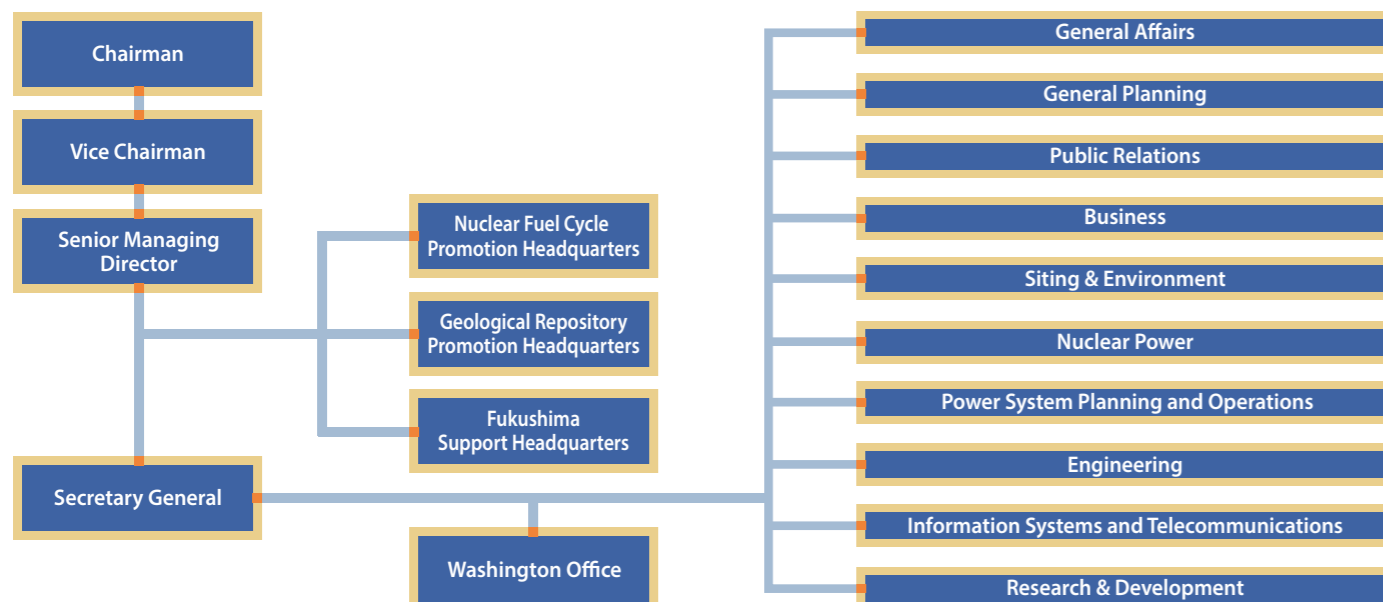 Chairman
Vice Chairman
Senior Managing
Director
Secretary General
Nuclear Fuel Cycle
Promotion Headquarters
Geological Repository
Promotion Headquarters
Fukushima
Support Headquarters
Washington Office
General Affairs
General Planning
Public Relations
Business
Siting & Environment
Nuclear Power
Power System Planning and Operations
Engineering
Information Systems and Telecommunications
Research & Development